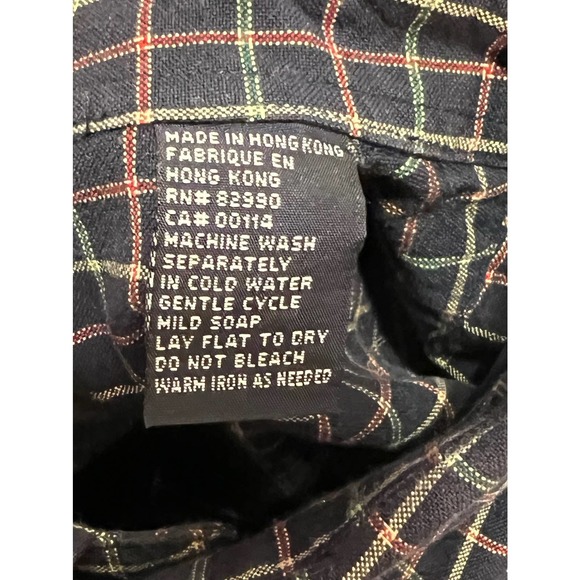 MADE IN HONG KONG
FABRIQUE EN
HONG KONG
RN# 82990
CA# 00114
MACHINE WASH
SEPARATELY
IN COLD WATER
GENTLE CYCLE
MILD SOAP
LAY FLAT TO DRY
DO NOT BLEACH
WARM IRON AS NEEDED